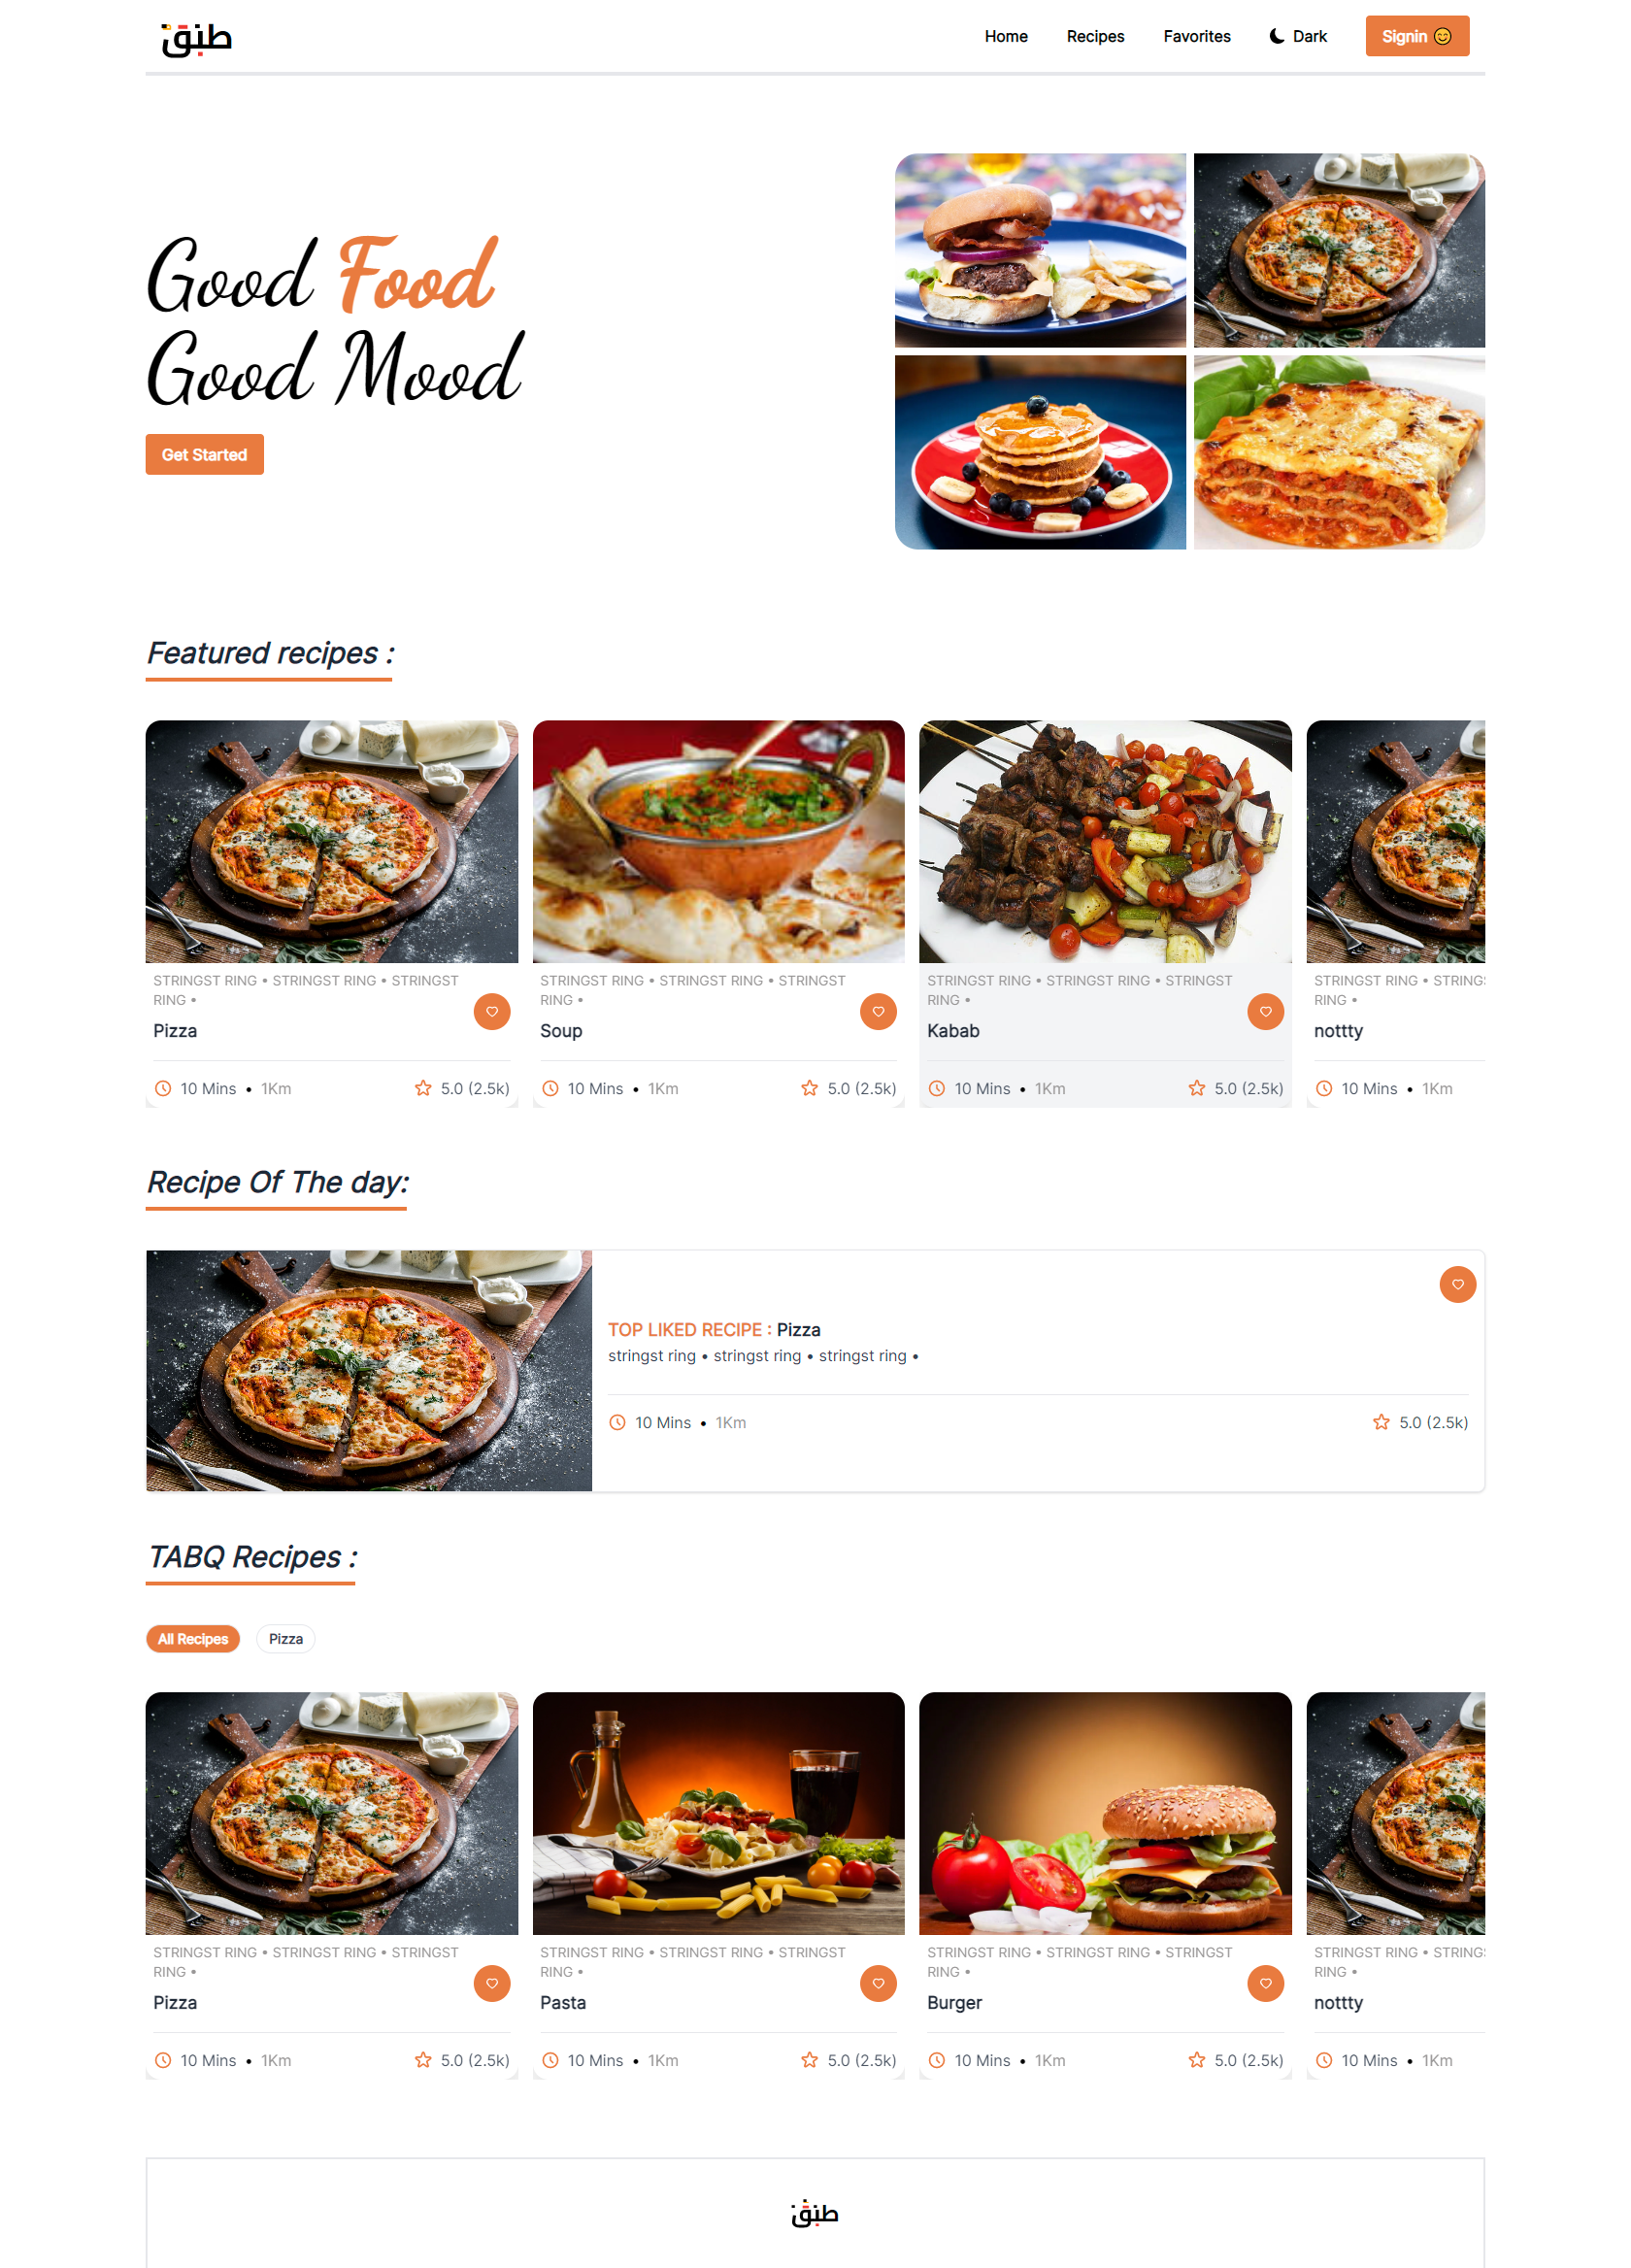 طبق
Home Recipes Favorites Dark Signin 😊
Good Food
Good Mood
Get Started
Featured recipes :
STRINGST RING • STRINGST RING • STRINGST
RING •
Pizza
10 Mins • 1Km 5.0 (2.5k)
STRINGST RING • STRINGST RING • STRINGST
RING •
Soup
10 Mins • 1Km 5.0 (2.5k)
STRINGST RING • STRINGST RING • STRINGST
RING •
Kabab
10 Mins • 1Km 5.0 (2.5k)
STRINGST RING • STRINGS
RING •
nottty
10 Mins • 1Km
Recipe Of The day:
TOP LIKED RECIPE : Pizza
stringst ring • stringst ring • stringst ring •
10 Mins • 1Km 5.0 (2.5k)
TABQ Recipes :
All Recipes Pizza
STRINGST RING • STRINGST RING • STRINGST
RING •
Pizza
10 Mins • 1Km 5.0 (2.5k)
STRINGST RING • STRINGST RING • STRINGST
RING •
Pasta
10 Mins • 1Km 5.0 (2.5k)
STRINGST RING • STRINGST RING • STRINGST
RING •
Burger
10 Mins • 1Km 5.0 (2.5k)
STRINGST RING • STRINGS
RING •
nottty
10 Mins • 1Km
طبق